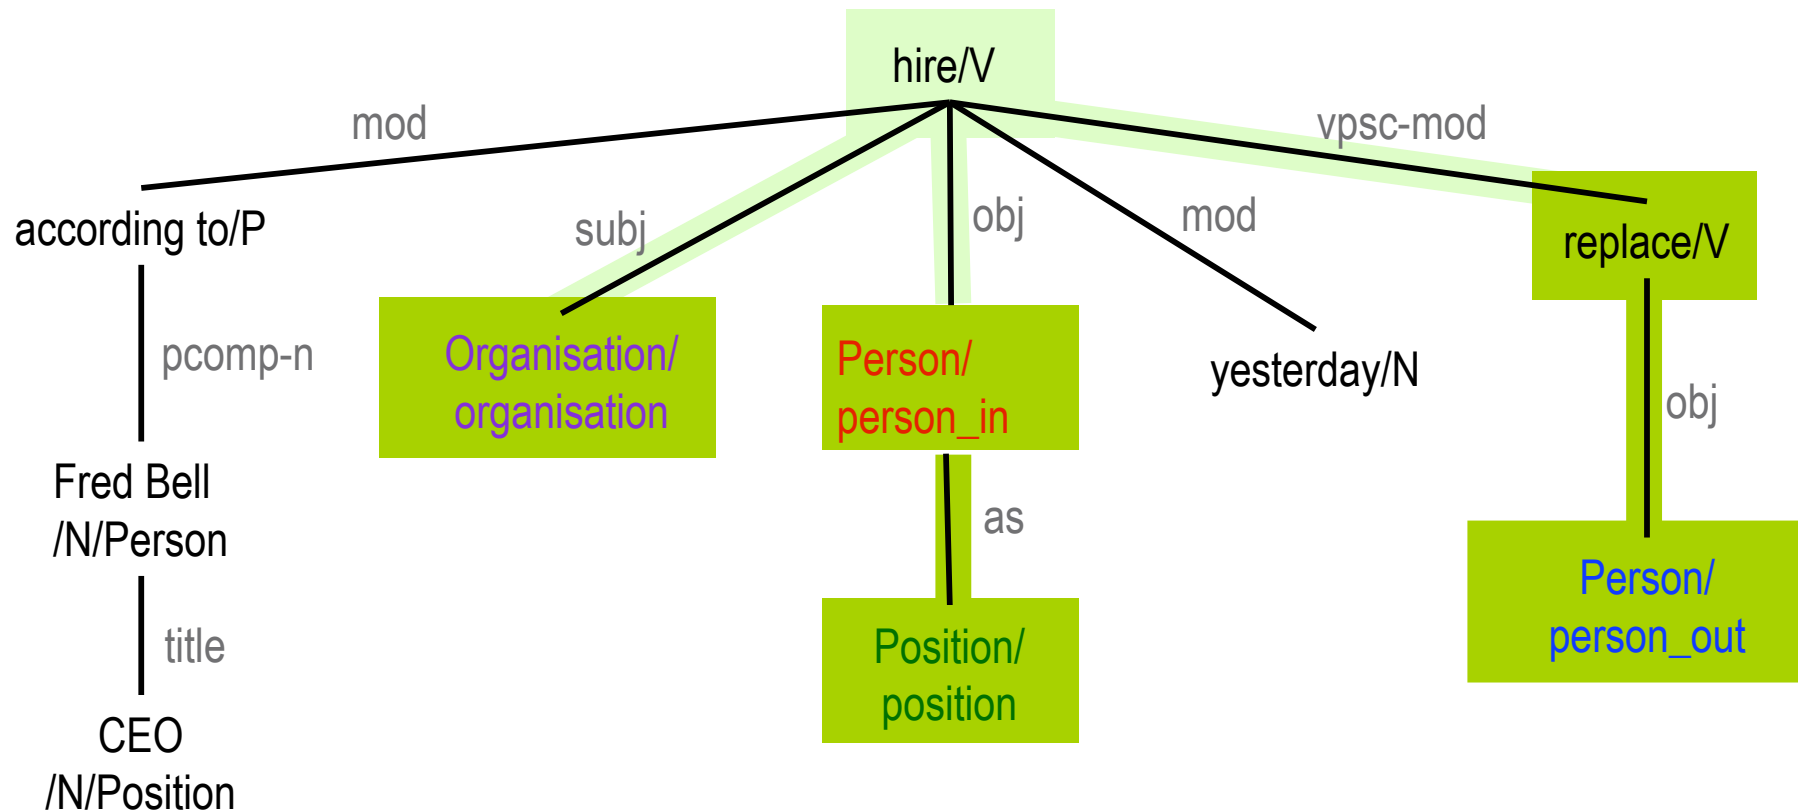 hire/V
mod
vpsc-mod
subj
obj
mod
according to/P
replace/V
pcomp-n
Organisation/
organisation
Person/
person_in
yesterday/N
obj
Fred Bell
/N/Person
as
Person/
person_out
title
Position/
position
CEO
/N/Position